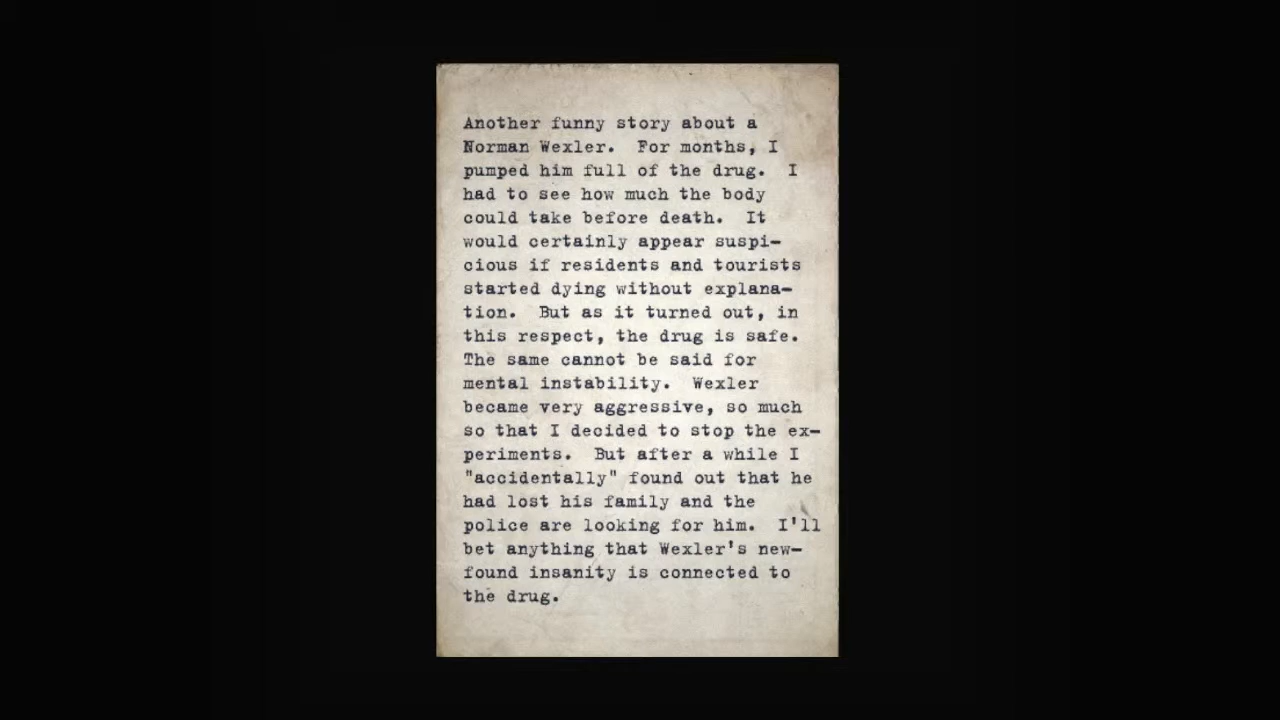 Another funny story about a
Norman Wexler.  For months, I
pumped him full of the drug.  I
had to see how much the body
could take before death.  It
would certainly appear suspi-
cious if residents and tourists
started dying without explana-
tion.  But as it turned out, in
this respect, the drug is safe.
The same cannot be said for
mental instability.  Wexler
became very aggressive, so much
so that I decided to stop the ex-
periments.  But after a while I
"accidentally" found out that he
had lost his family and the
police are looking for him.  I'll
bet anything that Wexler's new-
found insanity is connected to
the drug.